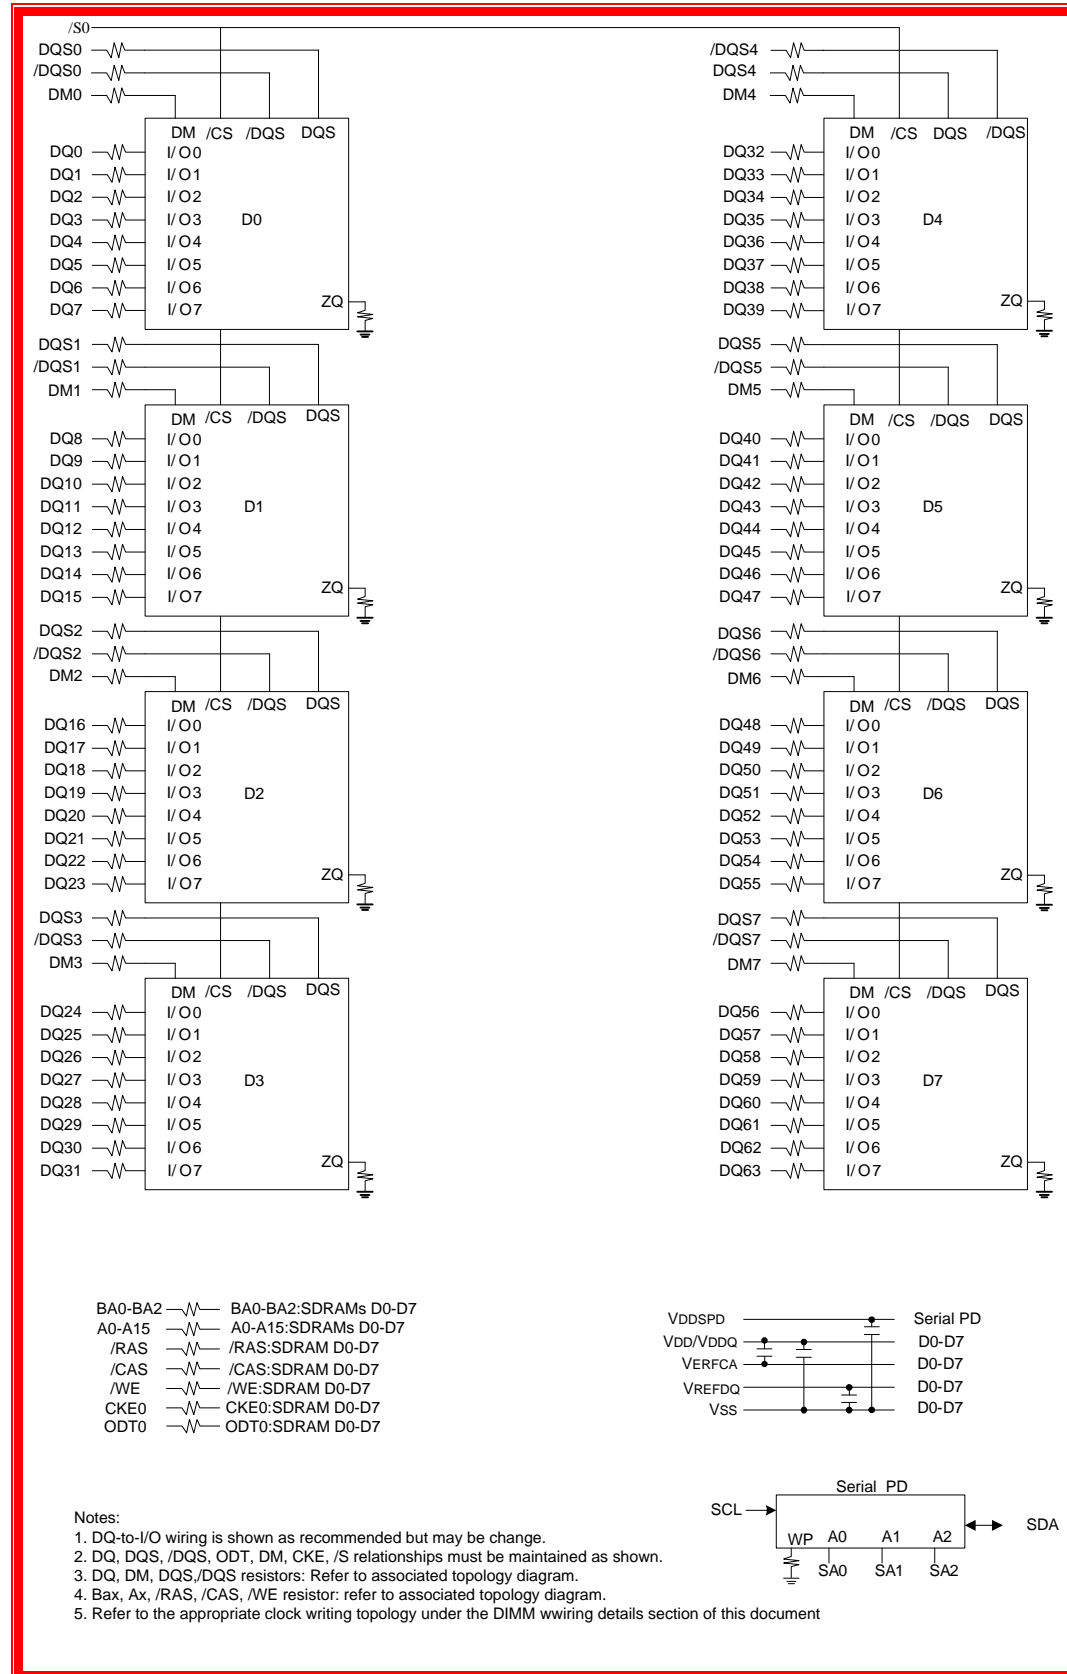 /S0
DQS0
/DQS0
DM0
DM /CS /DQS DQS
DQ0 I/O0
DQ1 I/O1
DQ2 I/O2
DQ3 I/O3 D0
DQ4 I/O4
DQ5 I/O5
DQ6 I/O6
DQ7 I/O7
ZQ
DQS1
/DQS1
DM1
DM /CS /DQS DQS
DQ8 I/O0
DQ9 I/O1
DQ10 I/O2
DQ11 I/O3 D1
DQ12 I/O4
DQ13 I/O5
DQ14 I/O6
DQ15 I/O7
ZQ
DQS2
/DQS2
DM2
DM /CS /DQS DQS
DQ16 I/O0
DQ17 I/O1
DQ18 I/O2
DQ19 I/O3 D2
DQ20 I/O4
DQ21 I/O5
DQ22 I/O6
DQ23 I/O7
ZQ
DQS3
/DQS3
DM3
DM /CS /DQS DQS
DQ24 I/O0
DQ25 I/O1
DQ26 I/O2
DQ27 I/O3 D3
DQ28 I/O4
DQ29 I/O5
DQ30 I/O6
DQ31 I/O7
ZQ
/DQS4
DQS4
DM4
DM /CS DQS /DQS
DQ32 I/O0
DQ33 I/O1
DQ34 I/O2
DQ35 I/O3 D4
DQ36 I/O4
DQ37 I/O5
DQ38 I/O6
DQ39 I/O7
ZQ
DQS5
/DQS5
DM5
DM /CS /DQS DQS
DQ40 I/O0
DQ41 I/O1
DQ42 I/O2
DQ43 I/O3 D5
DQ44 I/O4
DQ45 I/O5
DQ46 I/O6
DQ47 I/O7
ZQ
DQS6
/DQS6
DM6
DM /CS /DQS DQS
DQ48 I/O0
DQ49 I/O1
DQ50 I/O2
DQ51 I/O3 D6
DQ52 I/O4
DQ53 I/O5
DQ54 I/O6
DQ55 I/O7
ZQ
DQS7
/DQS7
DM7
DM /CS /DQS DQS
DQ56 I/O0
DQ57 I/O1
DQ58 I/O2
DQ59 I/O3 D7
DQ60 I/O4
DQ61 I/O5
DQ62 I/O6
DQ63 I/O7
ZQ
BA0-BA2 BA0-BA2:SDRAMs D0-D7
A0-A15 A0-A15:SDRAMs D0-D7
/RAS /RAS:SDRAM D0-D7
/CAS /CAS:SDRAM D0-D7
/WE /WE:SDRAM D0-D7
CKE0 CKE0:SDRAM D0-D7
ODT0 ODT0:SDRAM D0-D7
VDDSPD Serial PD
VDD/VDDQ D0-D7
VERFCA D0-D7
VREFDQ D0-D7
VSS D0-D7
Serial PD
SCL SDA
WP A0 A1 A2
SA0 SA1 SA2
Notes:
1. DQ-to-I/O wiring is shown as recommended but may be change.
2. DQ, DQS, /DQS, ODT, DM, CKE, /S relationships must be maintained as shown.
3. DQ, DM, DQS,/DQS resistors: Refer to associated topology diagram.
4. Bax, Ax, /RAS, /CAS, /WE resistor: refer to associated topology diagram.
5. Refer to the appropriate clock writing topology under the DIMM wwiring details section of this document